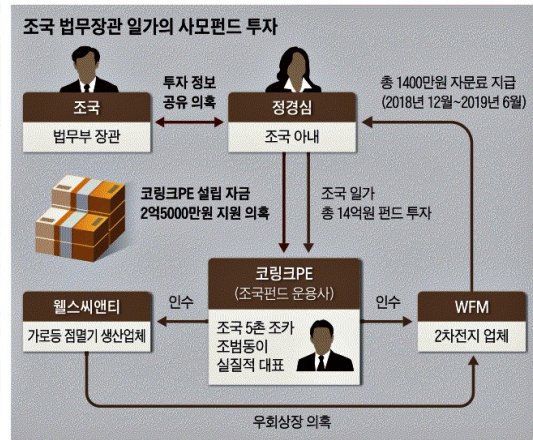 조국 법무장관 일가의 사모펀드 투자
조국
법무부 장관
투자 정보
공유 의혹
정경심
조국 아내
총 1400만원 자문료 지급
(2018년 12월~2019년 6월)
코링크PE 설립 자금
2억5000만원 지원 의혹
조국 일가
총 14억원 펀드 투자
코링크PE
(조국펀드 운용사)
조국 5촌 조카
조범동이
실질적 대표
인수
인수
웰스씨앤티
가로등 점멸기 생산업체
WFM
2차전지 업체
우회상장 의혹